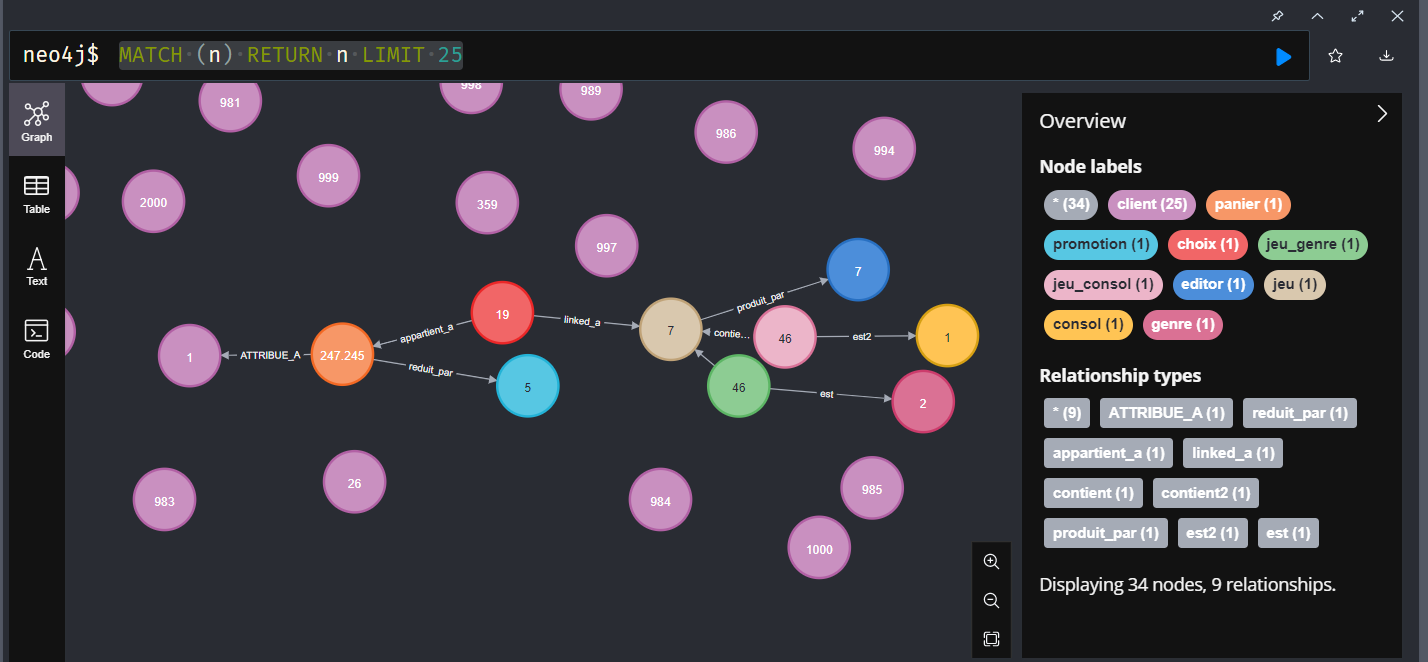 neo4j$ MATCH (n) RETURN n LIMIT 25
Graph
Table
Text
Code
981
998
989
986
994
999
2000
359
997
7
produit_par
19
linked_a
appartient_a
7
contie...
46
est2
1
1
ATTRIBUE_A
247.245
reduit_par
5
46
est
2
983
26
984
985
1000
Overview
Node labels
* (34) client (25) panier (1)
promotion (1) choix (1) jeu_genre (1)
jeu_consol (1) editor (1) jeu (1)
consol (1) genre (1)
Relationship types
* (9) ATTRIBUE_A (1) reduit_par (1)
appartient_a (1) linked_a (1)
contient (1) contient2 (1)
produit_par (1) est2 (1) est (1)
Displaying 34 nodes, 9 relationships.